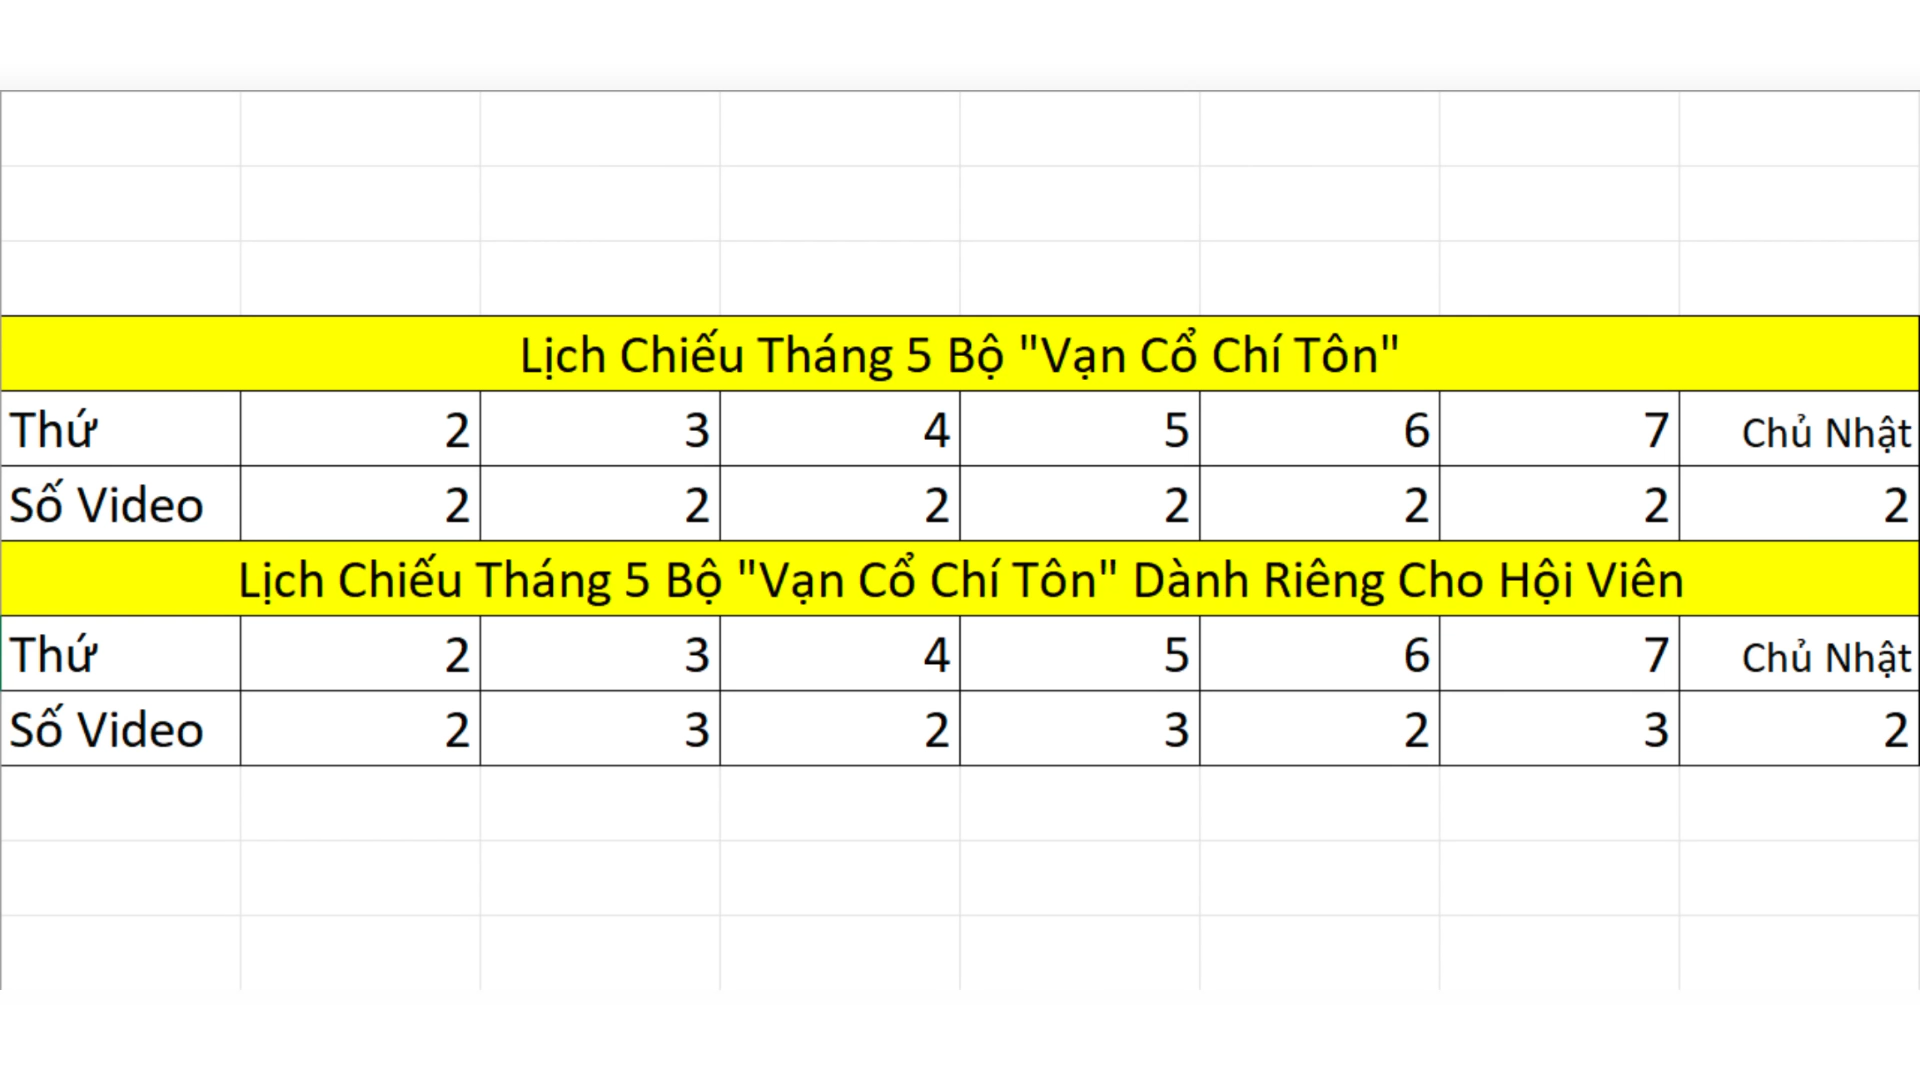 Lịch Chiếu Tháng 5 Bộ "Vạn Cổ Chí Tôn"
Thứ 2 3 4 5 6 7 Chủ Nhật
Số Video 2 2 2 2 2 2 2
Lịch Chiếu Tháng 5 Bộ "Vạn Cổ Chí Tôn" Dành Riêng Cho Hội Viên
Thứ 2 3 4 5 6 7 Chủ Nhật
Số Video 2 3 2 3 2 3 2